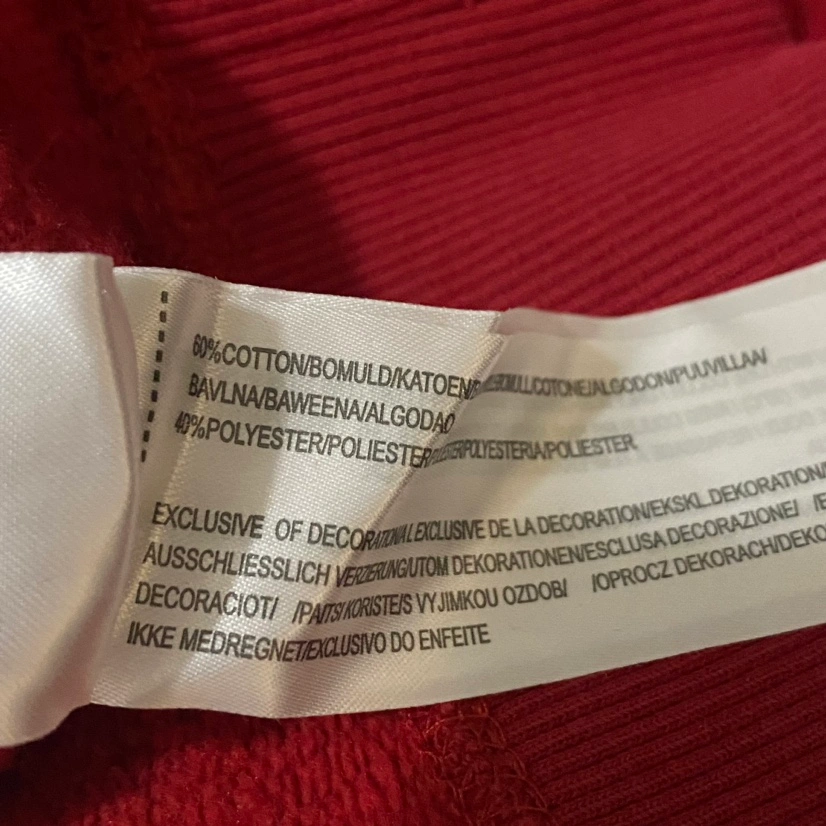 60%COTTON/BOMULD/KATOEN/BOMULL/COTONE/ALGODON/PUUVILLAA/
BAVLNA/BAWEENA/ALGODAO
40%POLYESTER/POLIESTER/POLYESTERIA/POLIESTER
EXCLUSIVE OF DECORATIONAL EXCLUSIVE DE LA DECORATION/EKSKL.DEKORATION/
AUSSCHLIESSLICH VERZIERUNG/UTOM DEKORATIONEN/ESCLUSA DECORAZIONE/
DECORACIOT/ /PAITSI KORISTE/S VYJIMKOU OZDOB/ /OPROCZ DEKORACH/DEKO
IKKE MEDREGNET/EXCLUSIVO DO ENFEITE